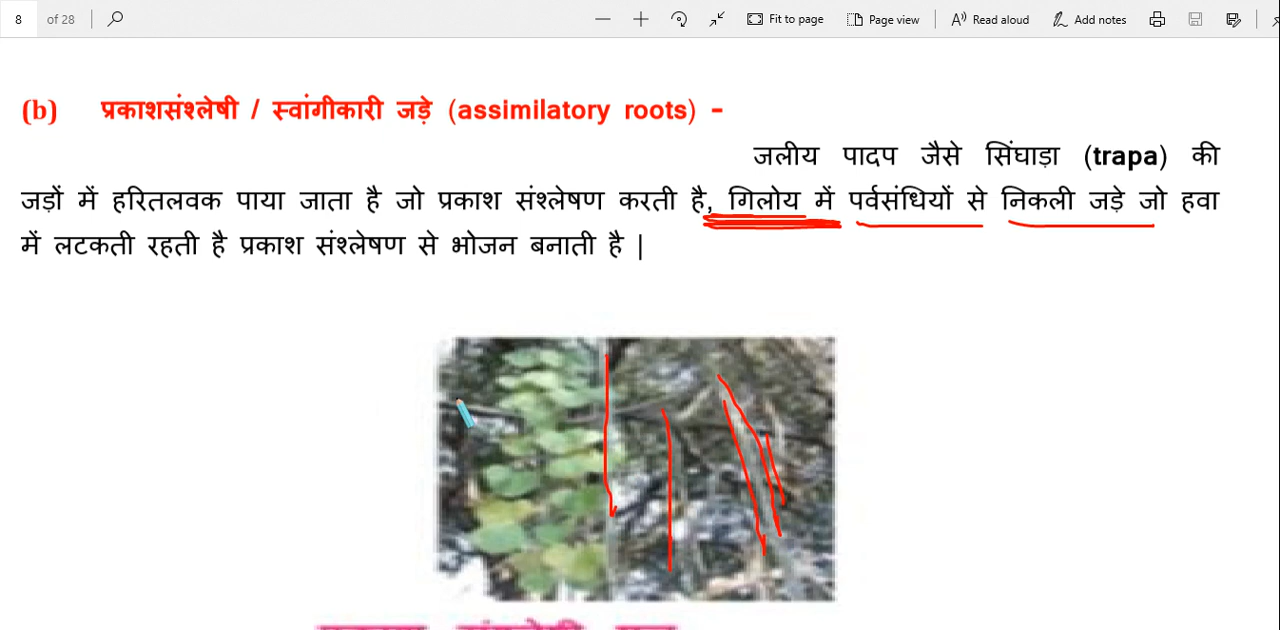 8 of 28 Fit to page Page view Read aloud Add notes
(b) प्रकाशसंश्लेषी / स्वांगीकारी जड़े (assimilatory roots) –
जलीय पादप जैसे सिंघाड़ा (trapa) की
जड़ों में हरितलवक पाया जाता है जो प्रकाश संश्लेषण करती है, गिलोय में पर्वसंधियों से निकली जड़े जो हवा
में लटकती रहती है प्रकाश संश्लेषण से भोजन बनाती है |